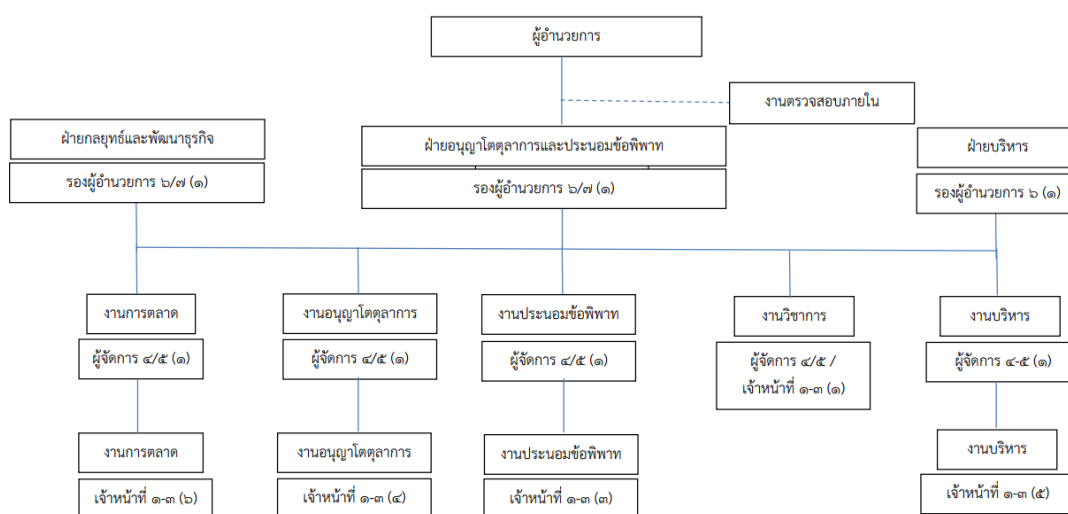 ผู้อำนวยการ
งานตรวจสอบภายใน
ฝ่ายกลยุทธ์และพัฒนาธุรกิจ
ฝ่ายอนุญาโตตุลาการและประนอมข้อพิพาท
ฝ่ายบริหาร
รองผู้อำนวยการ ๖/๗ (๑)
รองผู้อำนวยการ ๖/๗ (๑)
รองผู้อำนวยการ ๖ (๑)
งานการตลาด
งานอนุญาโตตุลาการ
งานประนอมข้อพิพาท
งานวิชาการ
งานบริหาร
ผู้จัดการ ๔/๕ (๑)
ผู้จัดการ ๔/๕ (๑)
ผู้จัดการ ๔/๕ (๑)
ผู้จัดการ ๔/๕ /
เจ้าหน้าที่ ๑-๓ (๑)
ผู้จัดการ ๔-๕ (๑)
งานการตลาด
งานอนุญาโตตุลาการ
งานประนอมข้อพิพาท
งานบริหาร
เจ้าหน้าที่ ๑-๓ (๖)
เจ้าหน้าที่ ๑-๓ (๔)
เจ้าหน้าที่ ๑-๓ (๓)
เจ้าหน้าที่ ๑-๓ (๕)